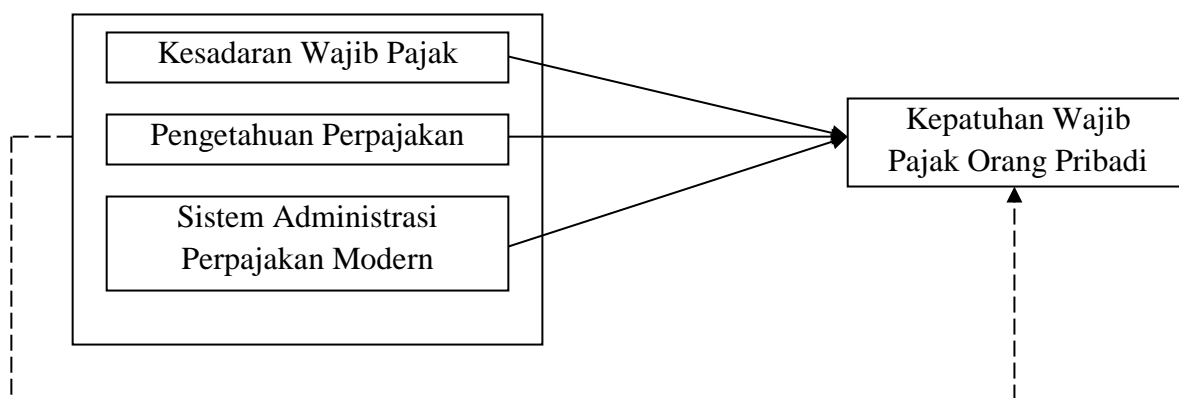 Kesadaran Wajib Pajak
Pengetahuan Perpajakan
Sistem Administrasi
Perpajakan Modern
Kepatuhan Wajib
Pajak Orang Pribadi